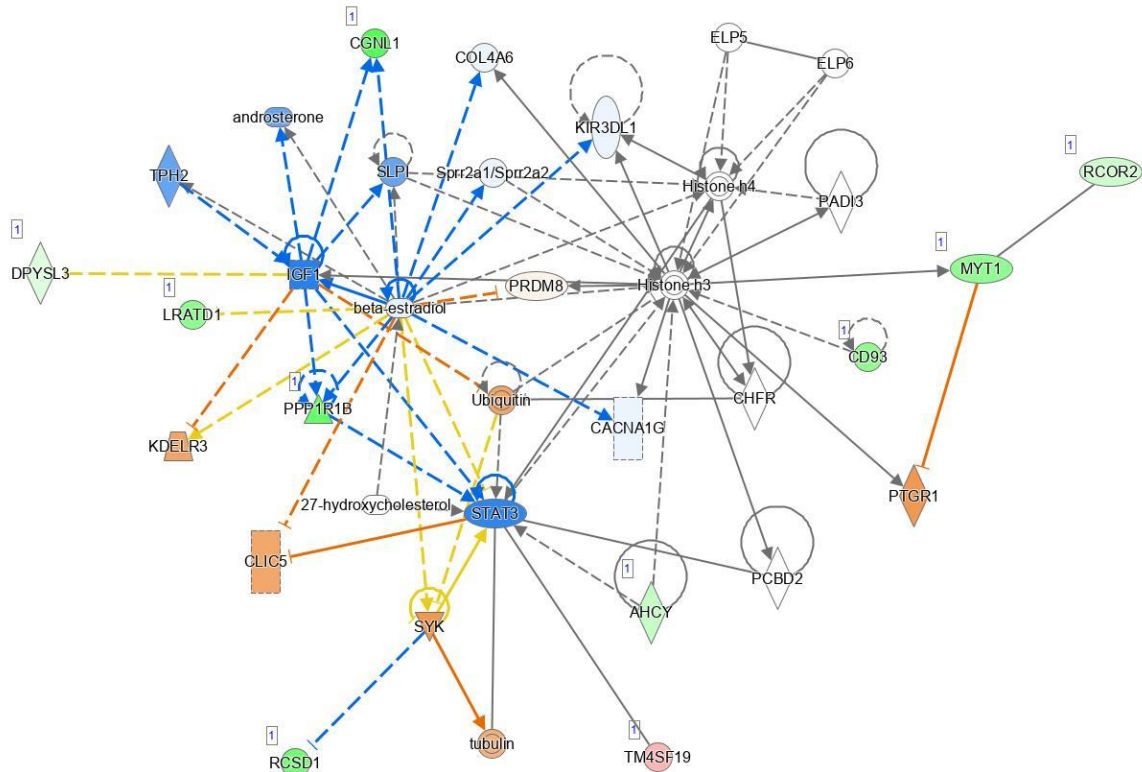 1
CGNL1
COL4A6
ELP5
ELP6
androsterone
KIR3DL1
1
TPH2
SLPI
Sprr2a1/Sprr2a2
Histone h4
PADI3
RCOR2
1
DPYSL3
IGF1
1
MYT1
PRDM8
Histone h3
1
LRATD1
beta-estradiol
1
CD93
1
PPP1R1B
Ubiquitin
CACNA1G
CHFR
KDELR3
PTGR1
27-hydroxycholesterol
STAT3
CLIC5
PCBD2
1
AHCY
SYK
1
RCSD1
tubulin
1
TM4SF19